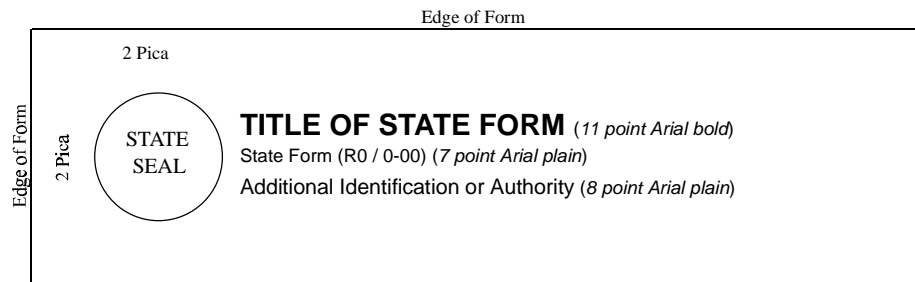 Edge of Form
2 Pica
Edge of Form
2 Pica
STATE
SEAL
TITLE OF STATE FORM (11 point Arial bold)
State Form (R0 / 0-00) (7 point Arial plain)
Additional Identification or Authority (8 point Arial plain)